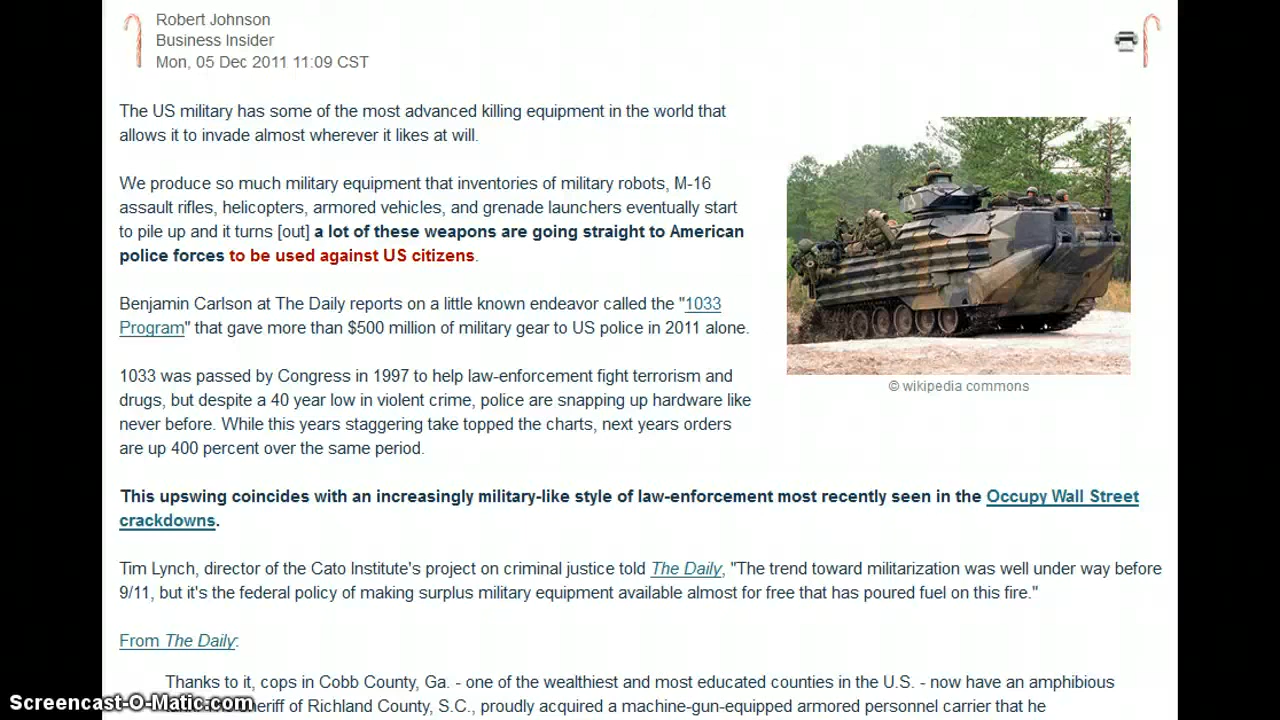 Robert Johnson
Business Insider
Mon, 05 Dec 2011 11:09 CST
The US military has some of the most advanced killing equipment in the world that
allows it to invade almost wherever it likes at will.
We produce so much military equipment that inventories of military robots, M-16
assault rifles, helicopters, armored vehicles, and grenade launchers eventually start
to pile up and it turns [out] a lot of these weapons are going straight to American
police forces to be used against US citizens.
Benjamin Carlson at The Daily reports on a little known endeavor called the "1033
Program" that gave more than $500 million of military gear to US police in 2011 alone.
1033 was passed by Congress in 1997 to help law-enforcement fight terrorism and
drugs, but despite a 40 year low in violent crime, police are snapping up hardware like
never before. While this years staggering take topped the charts, next years orders
are up 400 percent over the same period.
© wikipedia commons
This upswing coincides with an increasingly military-like style of law-enforcement most recently seen in the Occupy Wall Street
crackdowns.
Tim Lynch, director of the Cato Institute's project on criminal justice told The Daily, "The trend toward militarization was well under way before
9/11, but it's the federal policy of making surplus military equipment available almost for free that has poured fuel on this fire."
From The Daily:
Thanks to it, cops in Cobb County, Ga. - one of the wealthiest and most educated counties in the U.S. - now have an amphibious
of Richland County, S.C., proudly acquired a machine-gun-equipped armored personnel carrier that he
Screencast-O-Matic.com